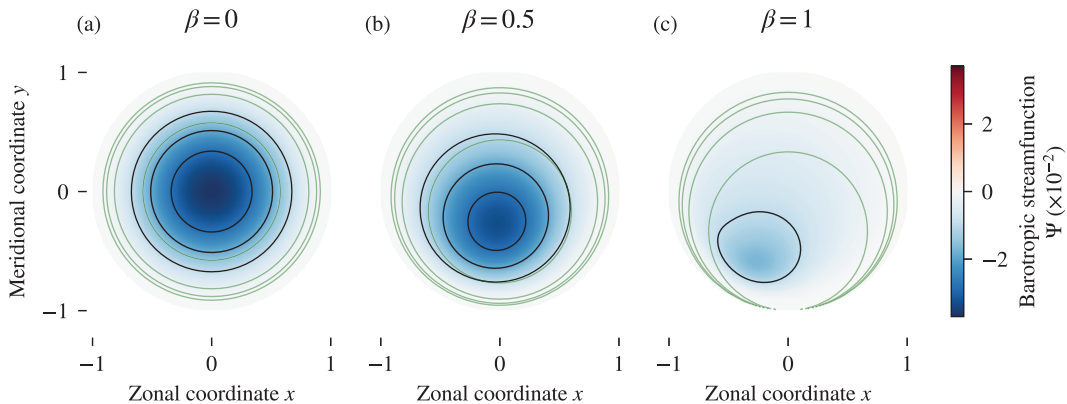 (a) β=0
(b) β=0.5
(c) β=1
Meridional coordinate y
1
0
−1
−1 0 1
Zonal coordinate x
−1 0 1
Zonal coordinate x
−1 0 1
Zonal coordinate x
2
0
−2
Barotropic streamfunction
Ψ (×10⁻²)